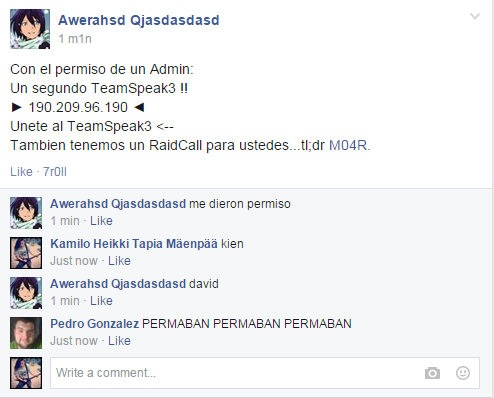 Awerahsd Qjasdasdasd
1 m1n
Con el permiso de un Admin:
Un segundo TeamSpeak3 !!
► 190.209.96.190 ◄
Unete al TeamSpeak3 <--
Tambien tenemos un RaidCall para ustedes...tl;dr M04R.
Like · 7r0ll
Awerahsd Qjasdasdasd me dieron permiso
1 min · Like
Kamilo Heikki Tapia Mäenpää kien
Just now · Like
Awerahsd Qjasdasdasd david
1 min · Like
Pedro Gonzalez PERMABAN PERMABAN PERMABAN
Just now · Like
Write a comment...